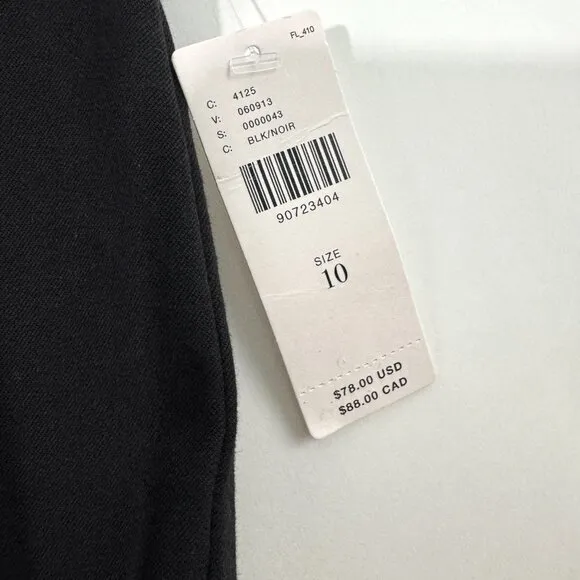 FL_410
C: 4125
V: 060913
S: 0000043
C: BLK/NOIR
90723404
SIZE
10
$78.00 USD
$88.00 CAD